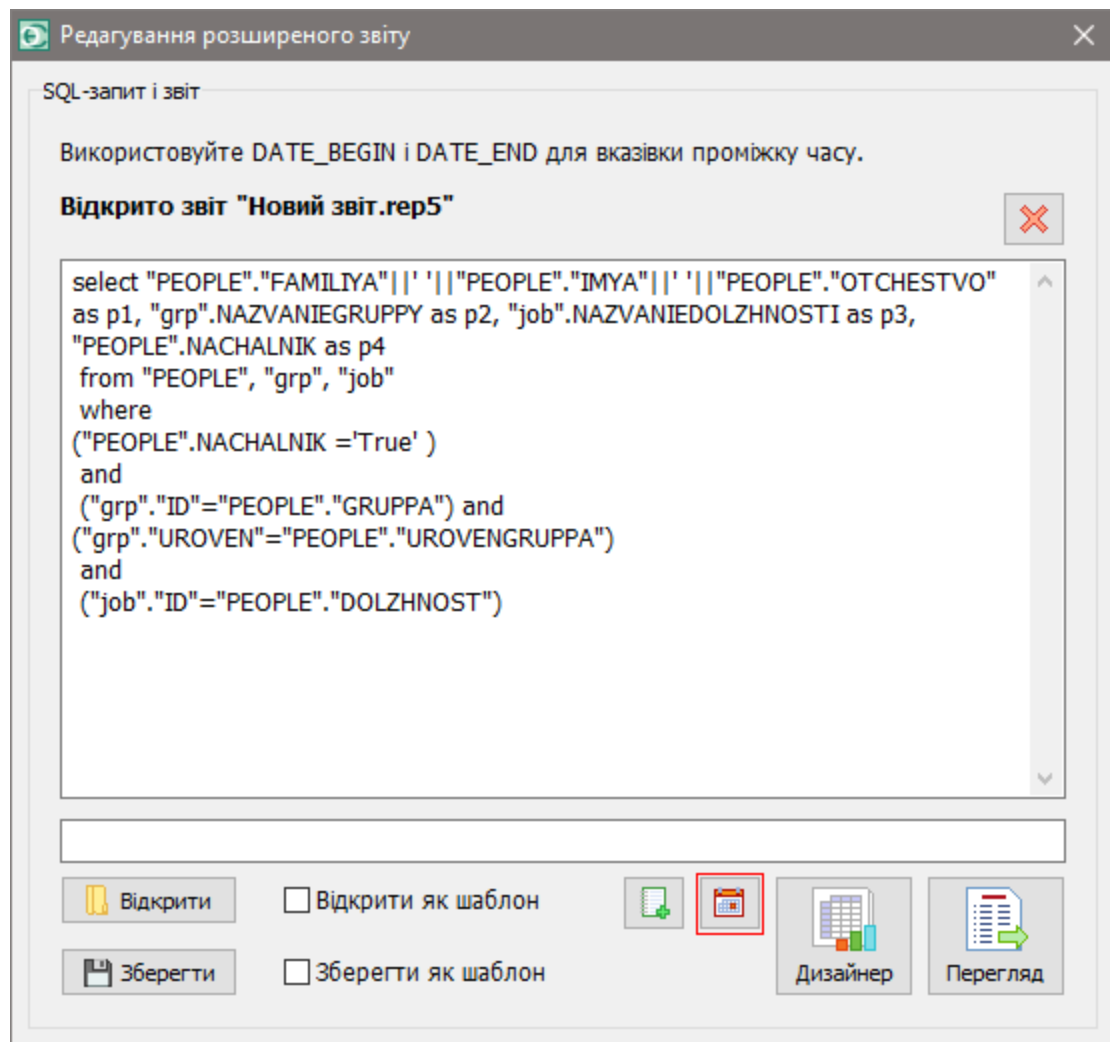 Редагування розширеного звіту
SQL-запит і звіт
Використовуйте DATE_BEGIN і DATE_END для вказівки проміжку часу.
Відкрито звіт "Новий звіт.rep5"
select "PEOPLE"."FAMILIYA"||' '||"PEOPLE"."IMYA"||' '||"PEOPLE"."OTCHESTVO"
as p1, "grp".NAZVANIEGRUPPY as p2, "job".NAZVANIEDOLZHNOSTI as p3,
"PEOPLE".NACHALNIK as p4
from "PEOPLE", "grp", "job"
where
("PEOPLE".NACHALNIK ='True' )
and
("grp"."ID"="PEOPLE"."GRUPPA") and
("grp"."UROVEN"="PEOPLE"."UROVENGRUPPA")
and
("job"."ID"="PEOPLE"."DOLZHNOST")
Відкрити
Відкрити як шаблон
Зберегти
Зберегти як шаблон
Дизайнер
Перегляд